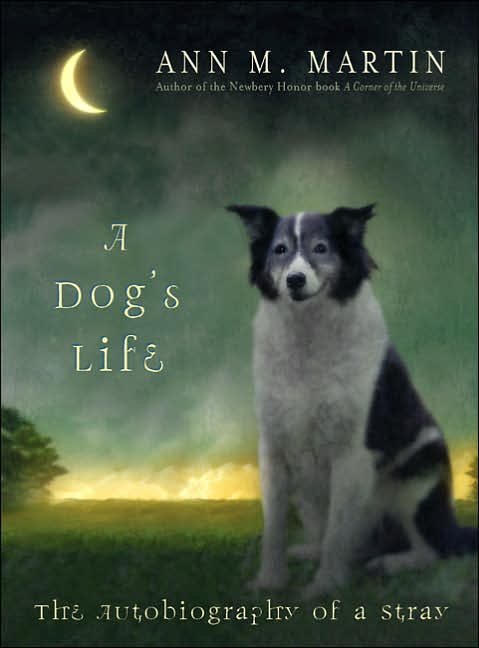 ANN M. MARTIN
Author of the Newbery Honor book A Corner of the Universe
A
Dog's
Life
The Autobiography of a Stray